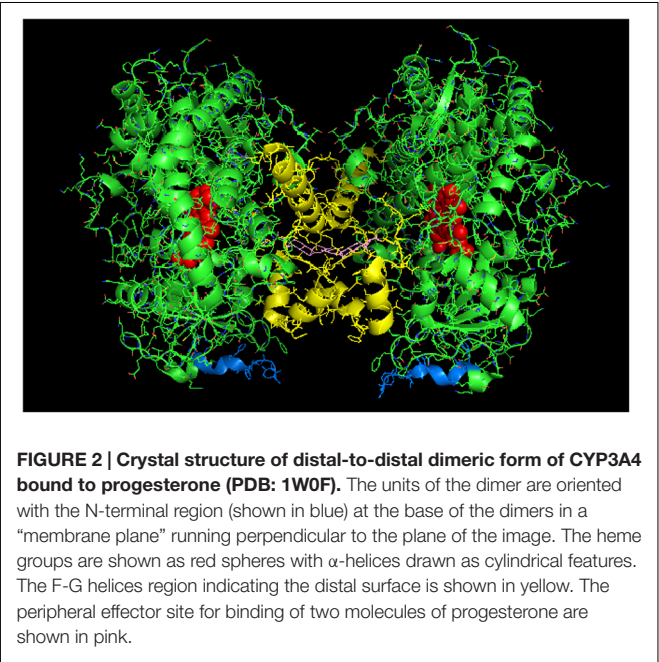 FIGURE 2 | Crystal structure of distal-to-distal dimeric form of CYP3A4
bound to progesterone (PDB: 1W0F). The units of the dimer are oriented
with the N-terminal region (shown in blue) at the base of the dimers in a
“membrane plane” running perpendicular to the plane of the image. The heme
groups are shown as red spheres with α-helices drawn as cylindrical features.
The F-G helices region indicating the distal surface is shown in yellow. The
peripheral effector site for binding of two molecules of progesterone are
shown in pink.